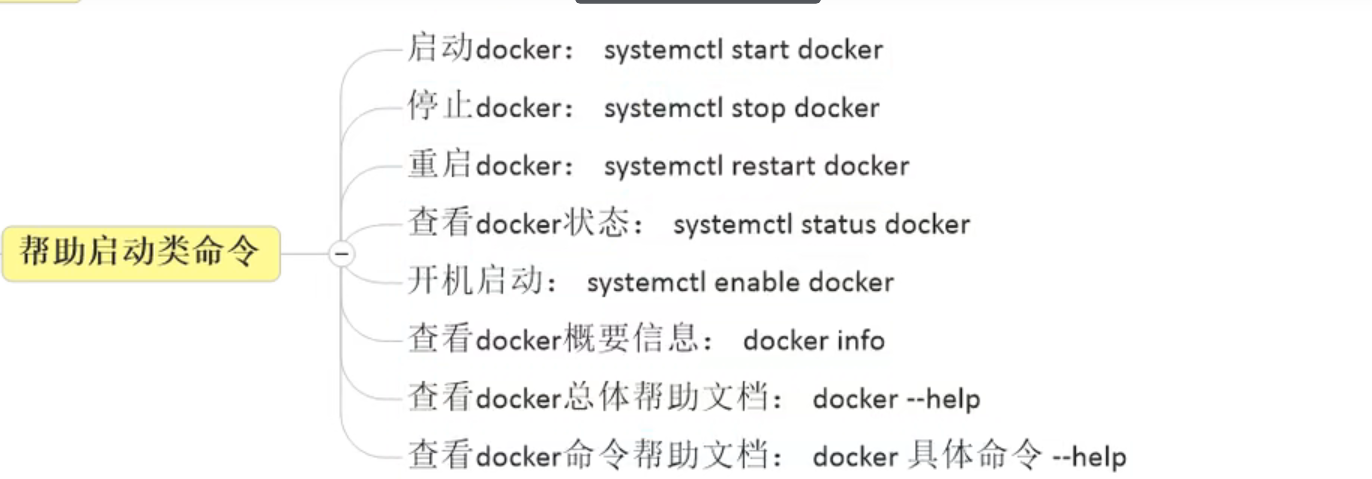 启动docker： systemctl start docker
停止docker： systemctl stop docker
重启docker： systemctl restart docker
查看docker状态： systemctl status docker
帮助启动类命令
开机启动： systemctl enable docker
查看docker概要信息： docker info
查看docker总体帮助文档： docker --help
查看docker命令帮助文档： docker 具体命令 --help